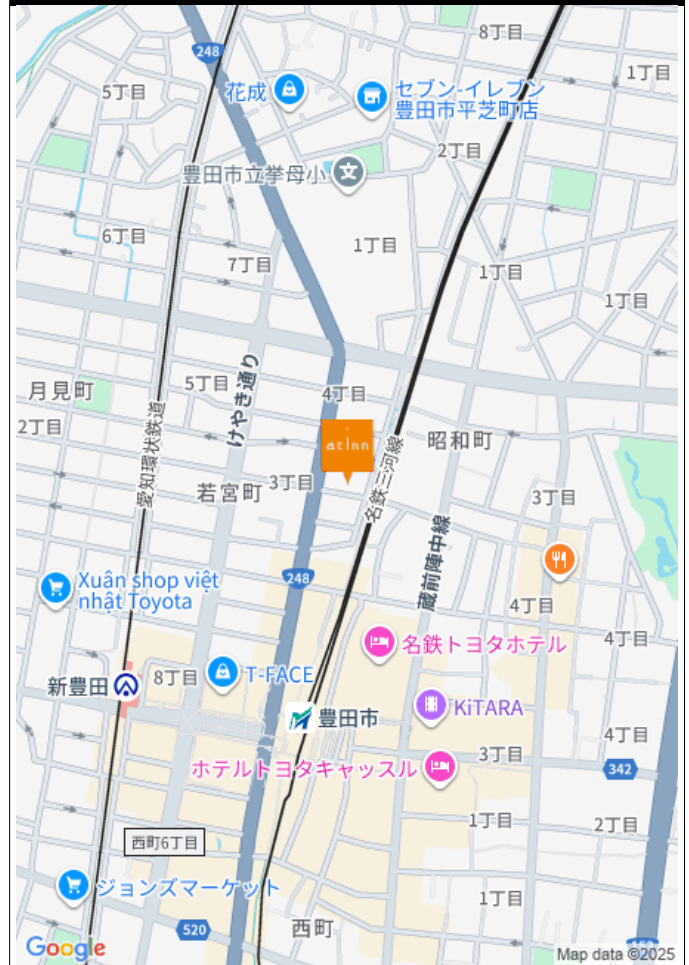 8丁目
248
1丁目
5丁目
花成
セブン-イレブン
豊田市平芝町店
2丁目
豊田市立挙母小
文
6丁目
1丁目
7丁目
1丁目
1丁目
けやき通り
5丁目
4丁目
月見町
2丁目
愛知環状鉄道
at inn
昭和町
名鉄三河線
3丁目
若宮町
3丁目
蔵前陣中線
248
Xuân shop việt
nhật Toyota
4丁目
名鉄トヨタホテル
4丁目
新豊田
8丁目
T-FACE
KiTARA
豊田市
4丁目
3丁目
ホテルトヨタキャッスル
342
1丁目
2丁目
西町6丁目
ジョンズマーケット
1丁目
520
西町
Google
Map data ©2025